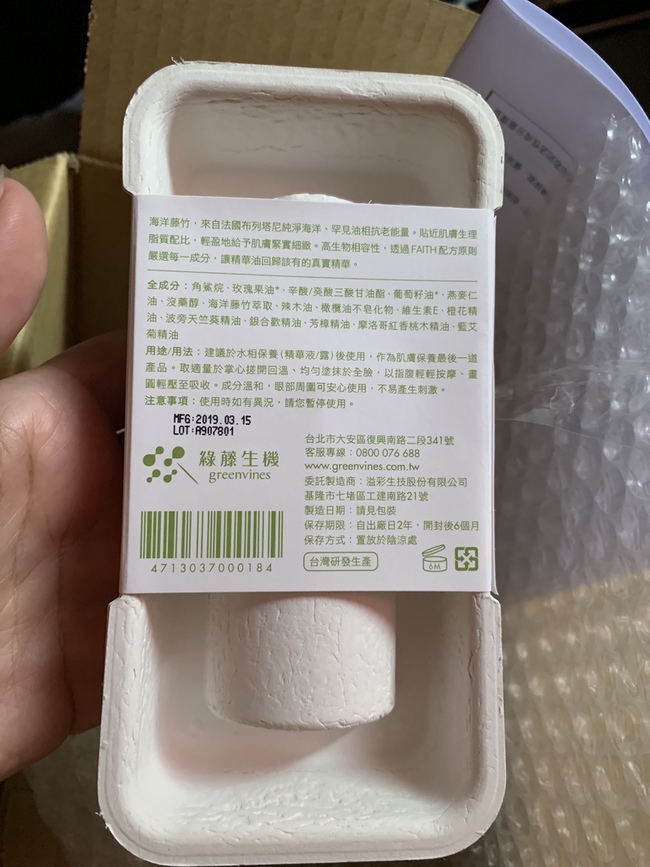 海洋藤竹，來自法國布列塔尼純淨海洋、罕見油相抗老能量。貼近肌膚生理
脂質配比，輕盈地給予肌膚緊實細緻。高生物相容性，透過FAITH配方原則
嚴選每一成分，讓精華油回歸該有的真實精華。
全成分：角鯊烷、玫瑰果油*、辛酸/癸酸三酸甘油酯、葡萄籽油*、燕麥仁
油、沒藥醇、海洋藤竹萃取、辣木油、橄欖油不皂化物、維生素E、橙花精
油、波旁天竺葵精油、銀合歡精油、芳樟精油、摩洛哥紅香桃木精油、藍艾
菊精油
用途/用法：建議於水相保養(精華液/露)後使用，作為肌膚保養最後一道
產品。取適量於掌心搓開回溫、均勻塗抹於全臉，以指腹輕輕按摩、畫
圓輕壓至吸收。成分溫和，眼部周圍可安心使用，不易產生刺激。
注意事項：使用時如有異況，請您暫停使用。
MFG:2019.03.15
LOT:A907801
綠藤生機
greenvines
4713037000184
台北市大安區復興南路二段341號
客服專線：0800 076 688
www.greenvines.com.tw
委託製造商：溢彩生技股份有限公司
基隆市七堵區工建南路21號
製造日期：請見包裝
保存期限：自出廠日2年，開封後6個月
保存方式：置放於陰涼處
台灣研發生產
6M